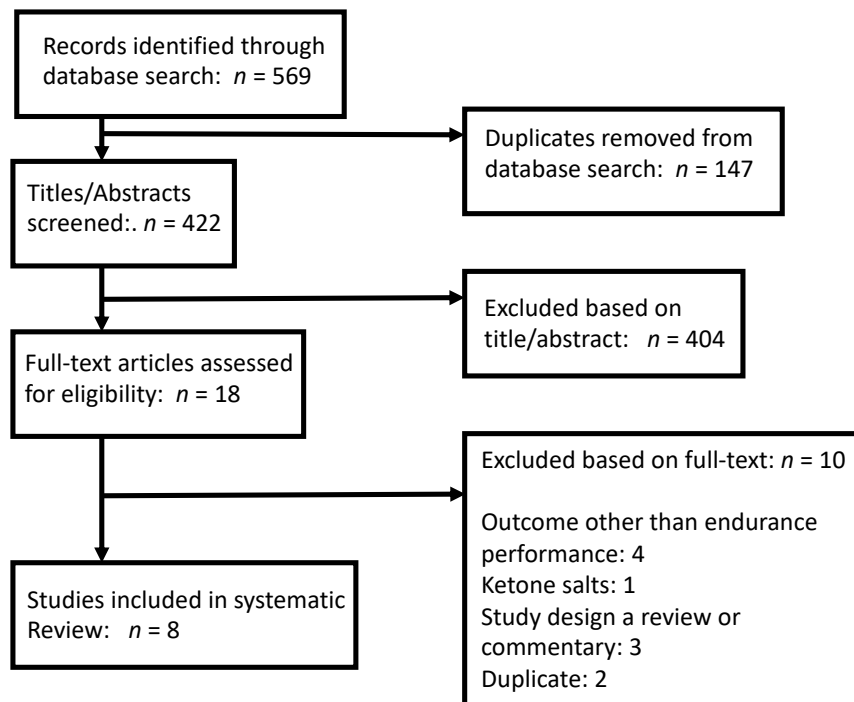 Records identified through
database search:  n = 569
Duplicates removed from
database search:  n = 147
Titles/Abstracts
screened:. n = 422
Excluded based on
title/abstract:   n = 404
Full-text articles assessed
for eligibility:  n = 18
Excluded based on full-text: n = 10
Outcome other than endurance
performance: 4
Ketone salts: 1
Study design a review or
commentary: 3
Duplicate: 2
Studies included in systematic
Review:   n = 8